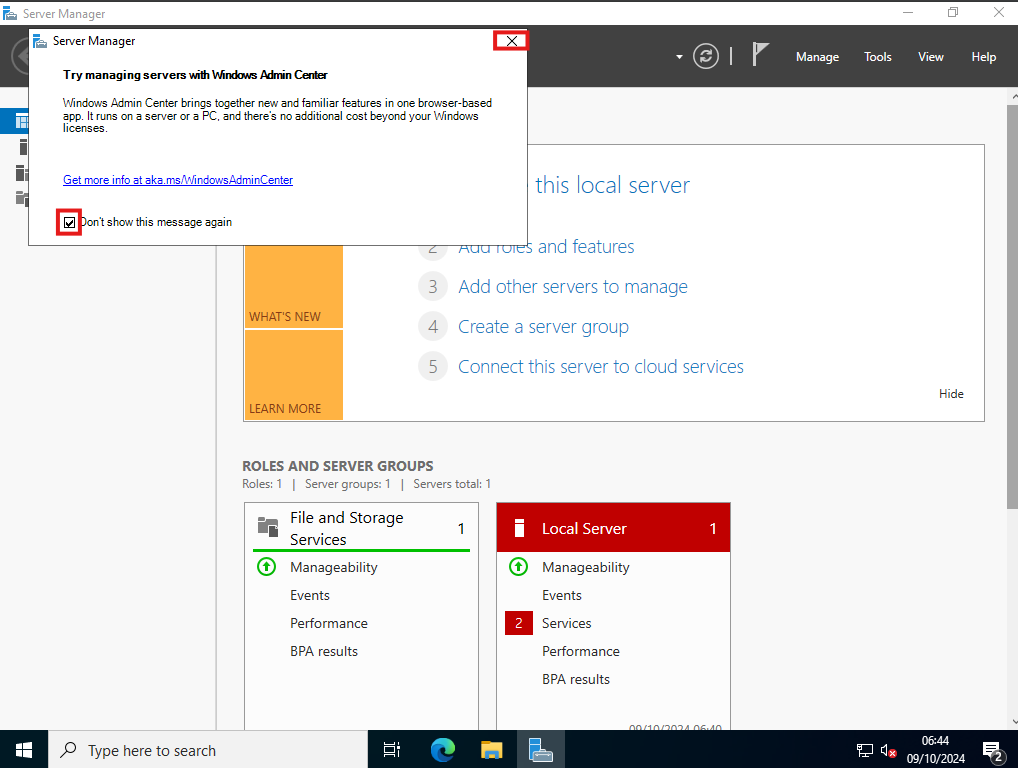 Server Manager
Server Manager
Try managing servers with Windows Admin Center
Windows Admin Center brings together new and familiar features in one browser-based
app. It runs on a server or a PC, and there's no additional cost beyond your Windows
licenses.
Get more info at aka.ms/WindowsAdminCenter
Don't show this message again
Manage Tools View Help
this local server
2 Add roles and features
3 Add other servers to manage
4 Create a server group
5 Connect this server to cloud services
WHAT'S NEW
LEARN MORE
Hide
ROLES AND SERVER GROUPS
Roles: 1 | Server groups: 1 | Servers total: 1
File and Storage
Services
1
Manageability
Events
Performance
BPA results
Local Server 1
Manageability
Events
2 Services
Performance
BPA results
09/10/2024 06:40
Type here to search
06:44
09/10/2024
2